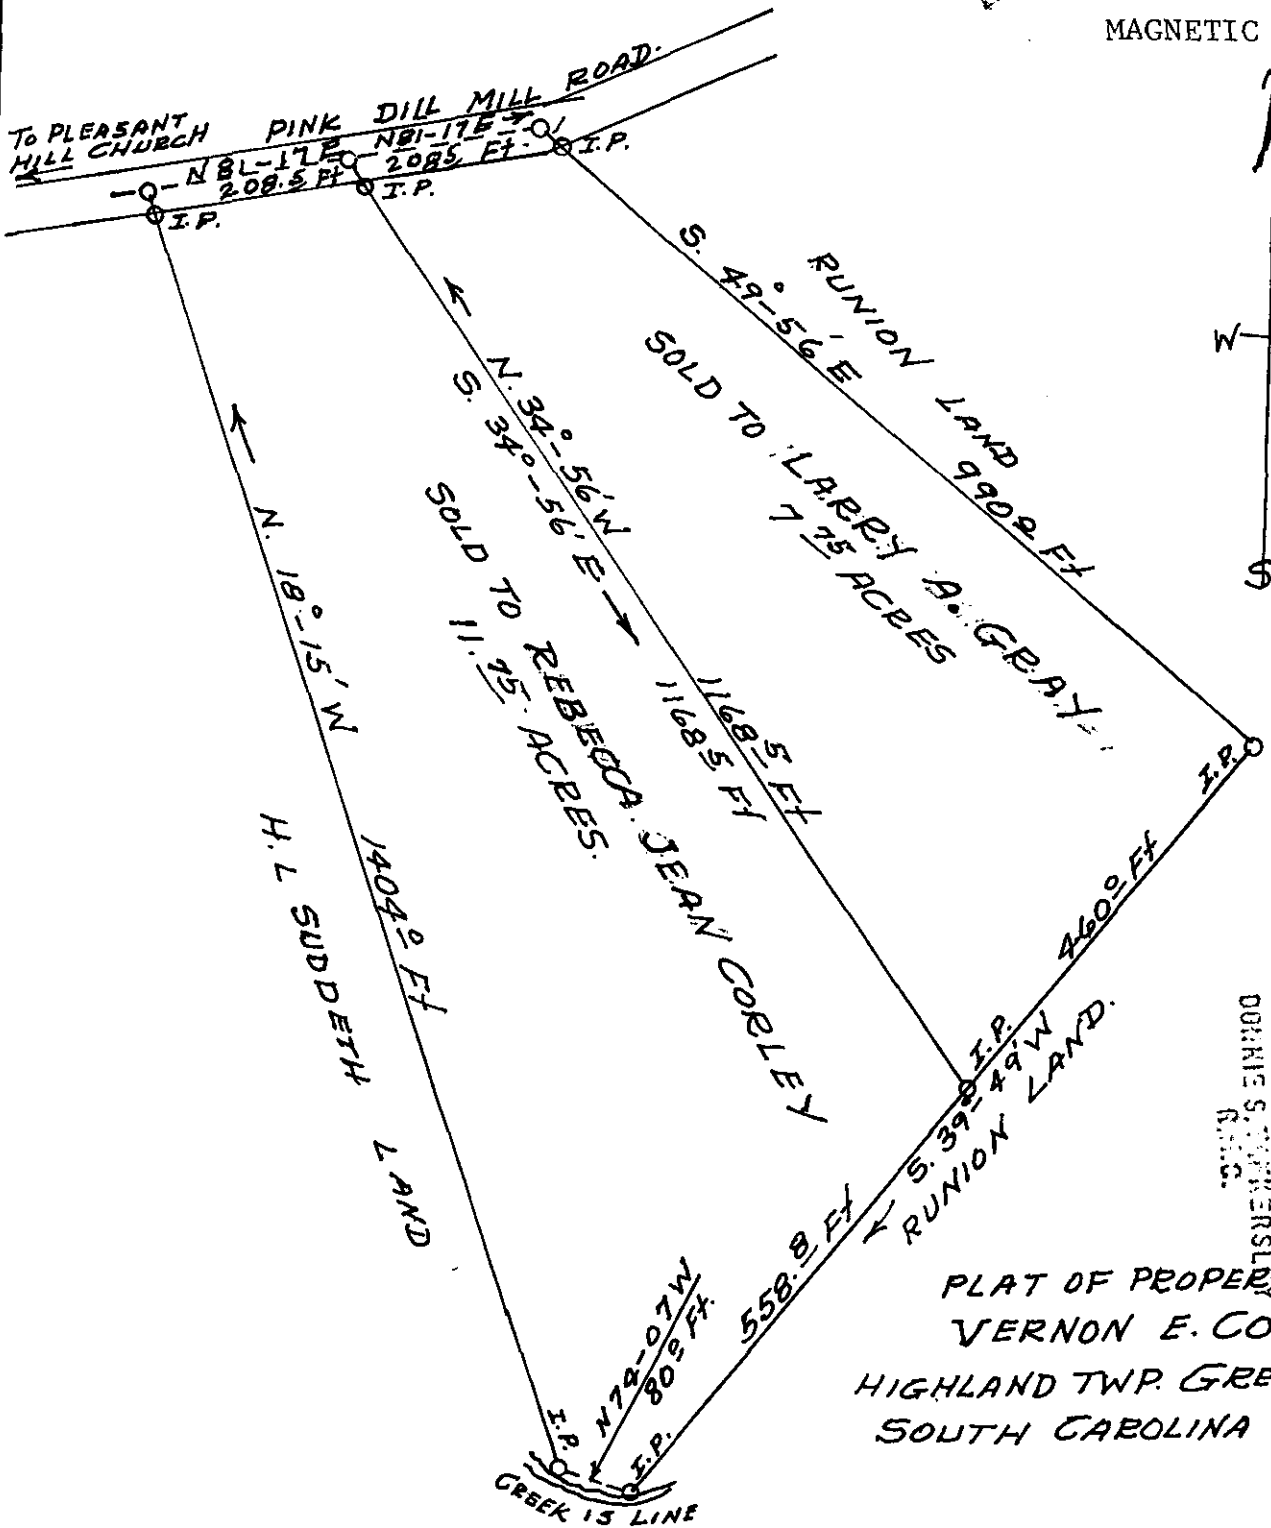 MAGNETIC
TO PLEASANT
HILL CHURCH
PINK DILL MILL ROAD.
N81-17E
208.5 Ft
N81-17E
208.5 Ft.
I.P.
I.P.
I.P.
W
S
S. 49°-56' E
990.0 Ft
RUNION LAND
SOLD TO LARRY A. GRAY
7.75 ACRES
N. 34°-56' W
S. 34°-56' E
1168.5 Ft
1168.5 Ft
SOLD TO REBECCA JEAN CORLEY
11.75 ACRES.
N. 18°-15' W
1404.0 Ft
H. L SUDDETH LAND
I.P.
460.0 Ft
I.P.
S. 39°-49' W
RUNION LAND.
558.8 Ft
N74-07W
80.0 Ft.
I.P.
I.P.
CREEK IS LINE
DONNIE S.
PLAT OF PROPER
VERNON E. CO
HIGHLAND TWP. GRE
SOUTH CAROLINA